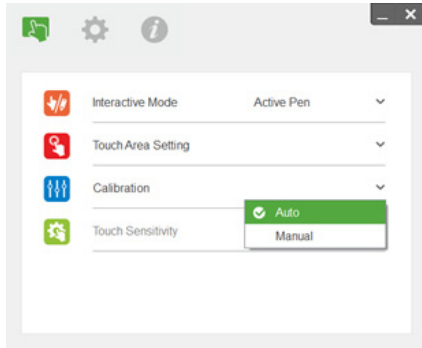 Interactive Mode Active Pen
Touch Area Setting
Calibration
Auto
Touch Sensitivity
Manual